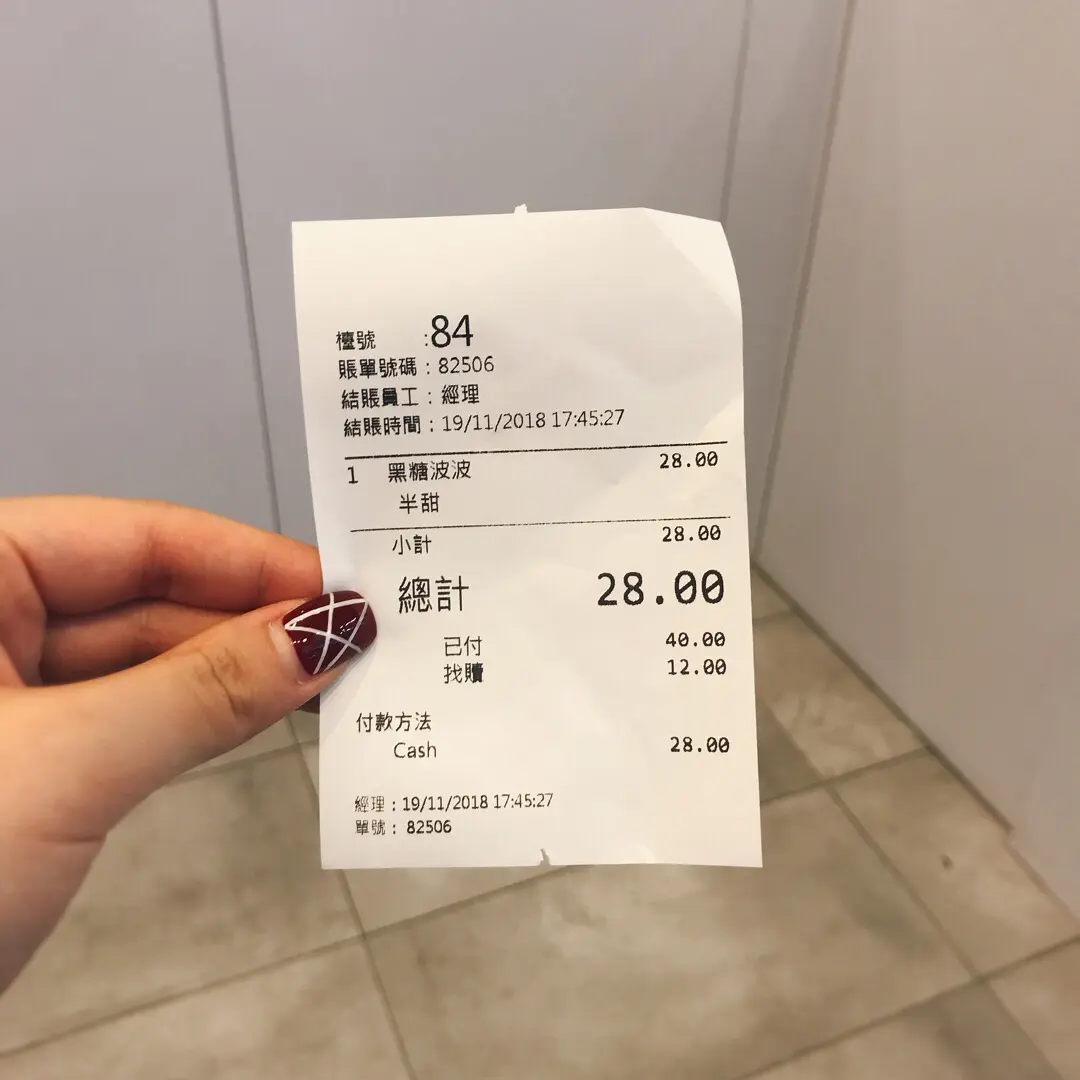 檯號 :84
賬單號碼 : 82506
結賬員工 : 經理
結賬時間 : 19/11/2018 17:45:27
1 黑糖波波 28.00
半甜
小計 28.00
總計 28.00
已付 40.00
找贖 12.00
付款方法
Cash 28.00
經理 : 19/11/2018 17:45:27
單號 : 82506